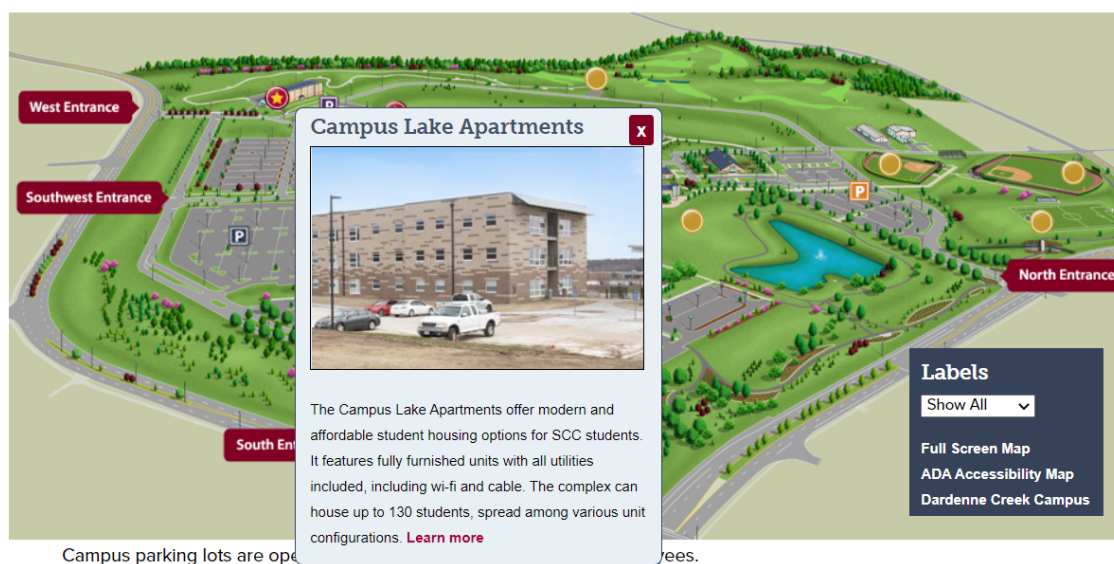 West Entrance
P
Campus Lake Apartments
x
Southwest Entrance
P
P
North Entrance
Labels
Show All
South Ent
Full Screen Map
ADA Accessibility Map
Dardenne Creek Campus
The Campus Lake Apartments offer modern and
affordable student housing options for SCC students.
It features fully furnished units with all utilities
included, including wi-fi and cable. The complex can
house up to 130 students, spread among various unit
configurations. Learn more
Campus parking lots are ope